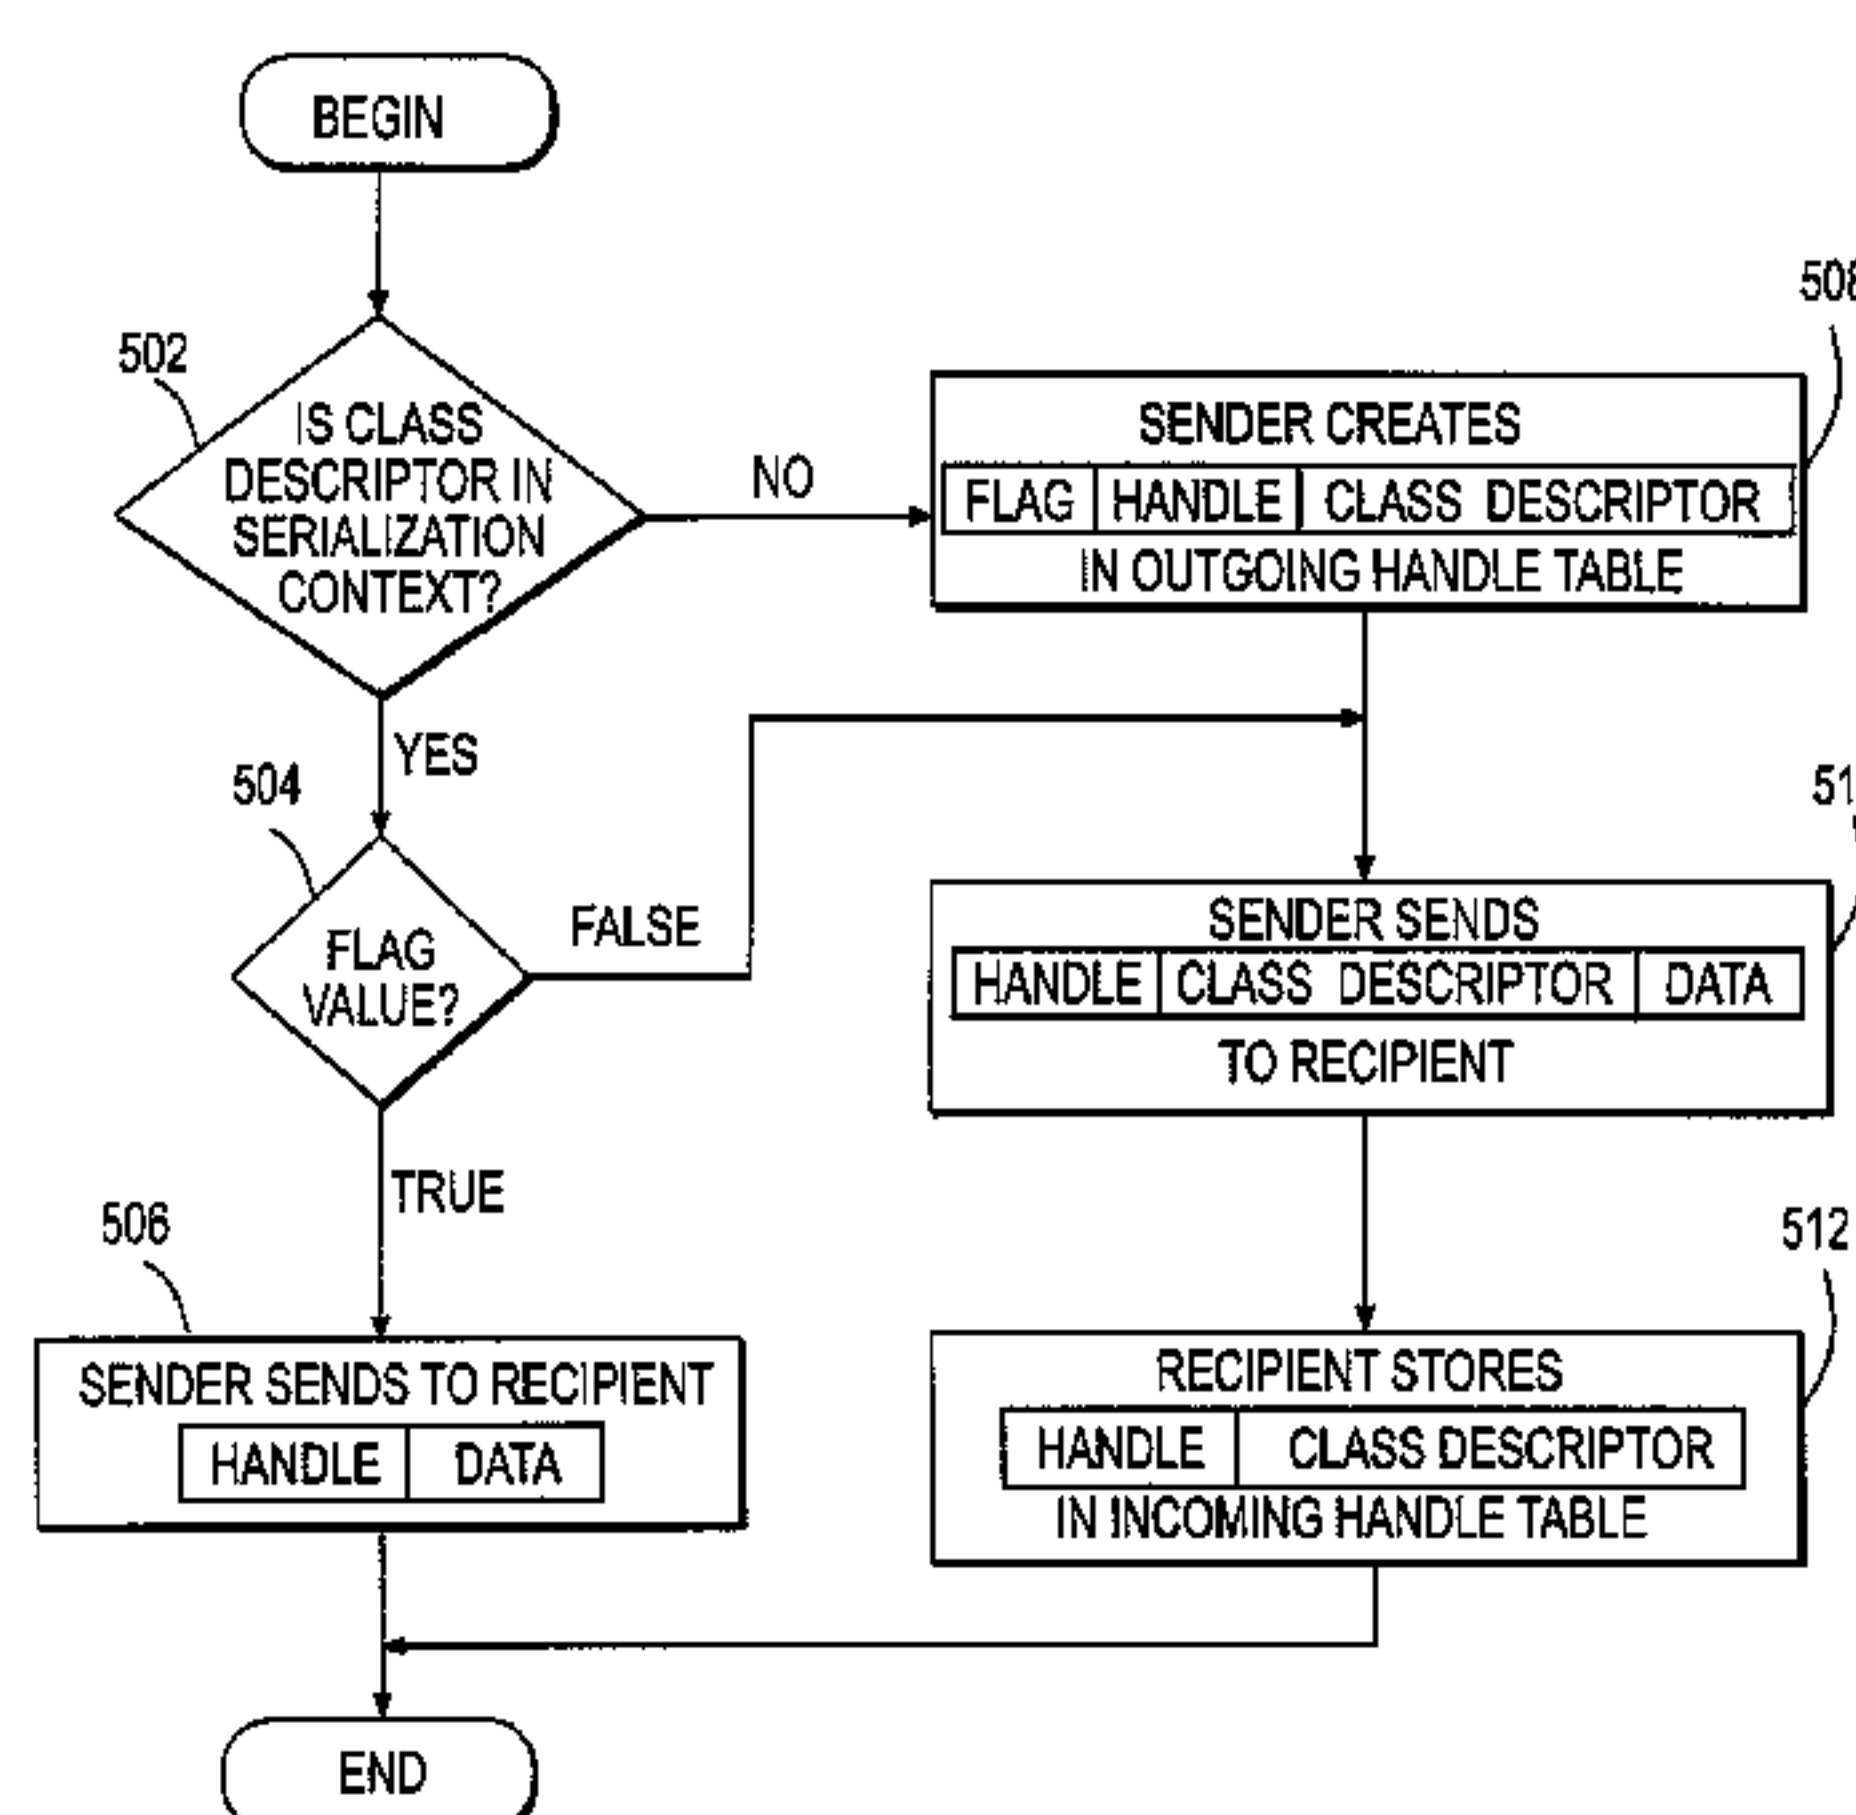 BEGIN
502
IS CLASS
DESCRIPTOR IN
SERIALIZATION
CONTEXT?
NO
508
SENDER CREATES
FLAG HANDLE CLASS DESCRIPTOR
IN OUTGOING HANDLE TABLE
YES
504
FLAG
VALUE?
FALSE
TRUE
51
SENDER SENDS
HANDLE CLASS DESCRIPTOR DATA
TO RECIPIENT
506
SENDER SENDS TO RECIPIENT
HANDLE DATA
512
RECIPIENT STORES
HANDLE CLASS DESCRIPTOR
IN INCOMING HANDLE TABLE
END